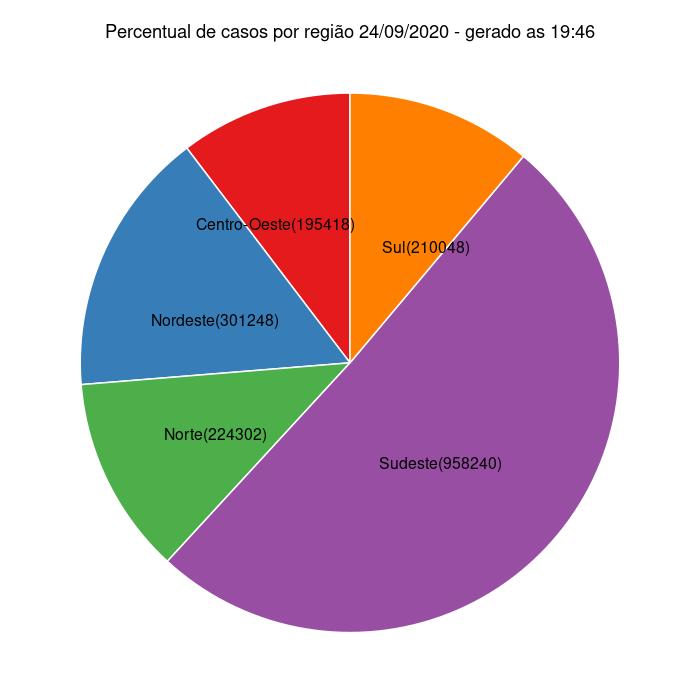 Percentual de casos por região 24/09/2020 - gerado as 19:46
Centro-Oeste(195418)
Sul(210048)
Nordeste(301248)
Norte(224302)
Sudeste(958240)